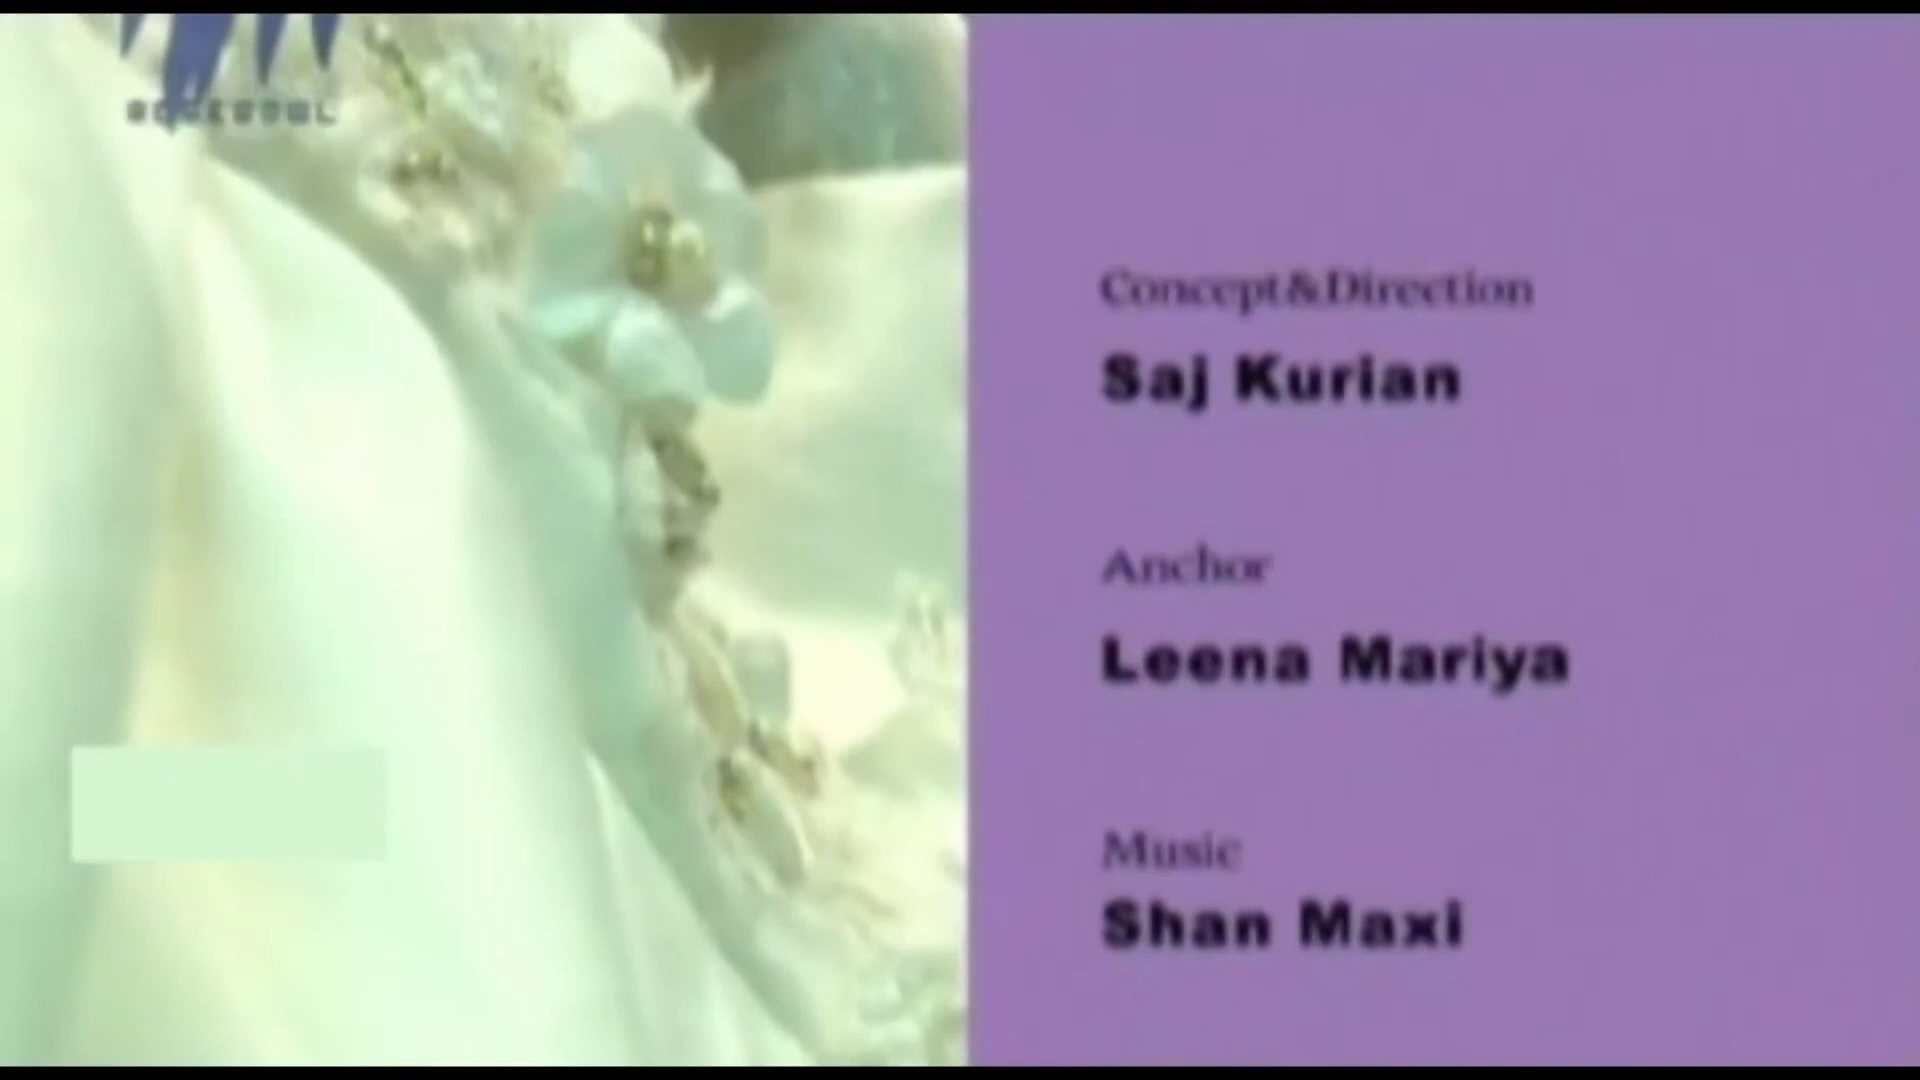 Concept&Direction
Saj Kurian
Anchor
Leena Mariya
Music
Shan Maxi